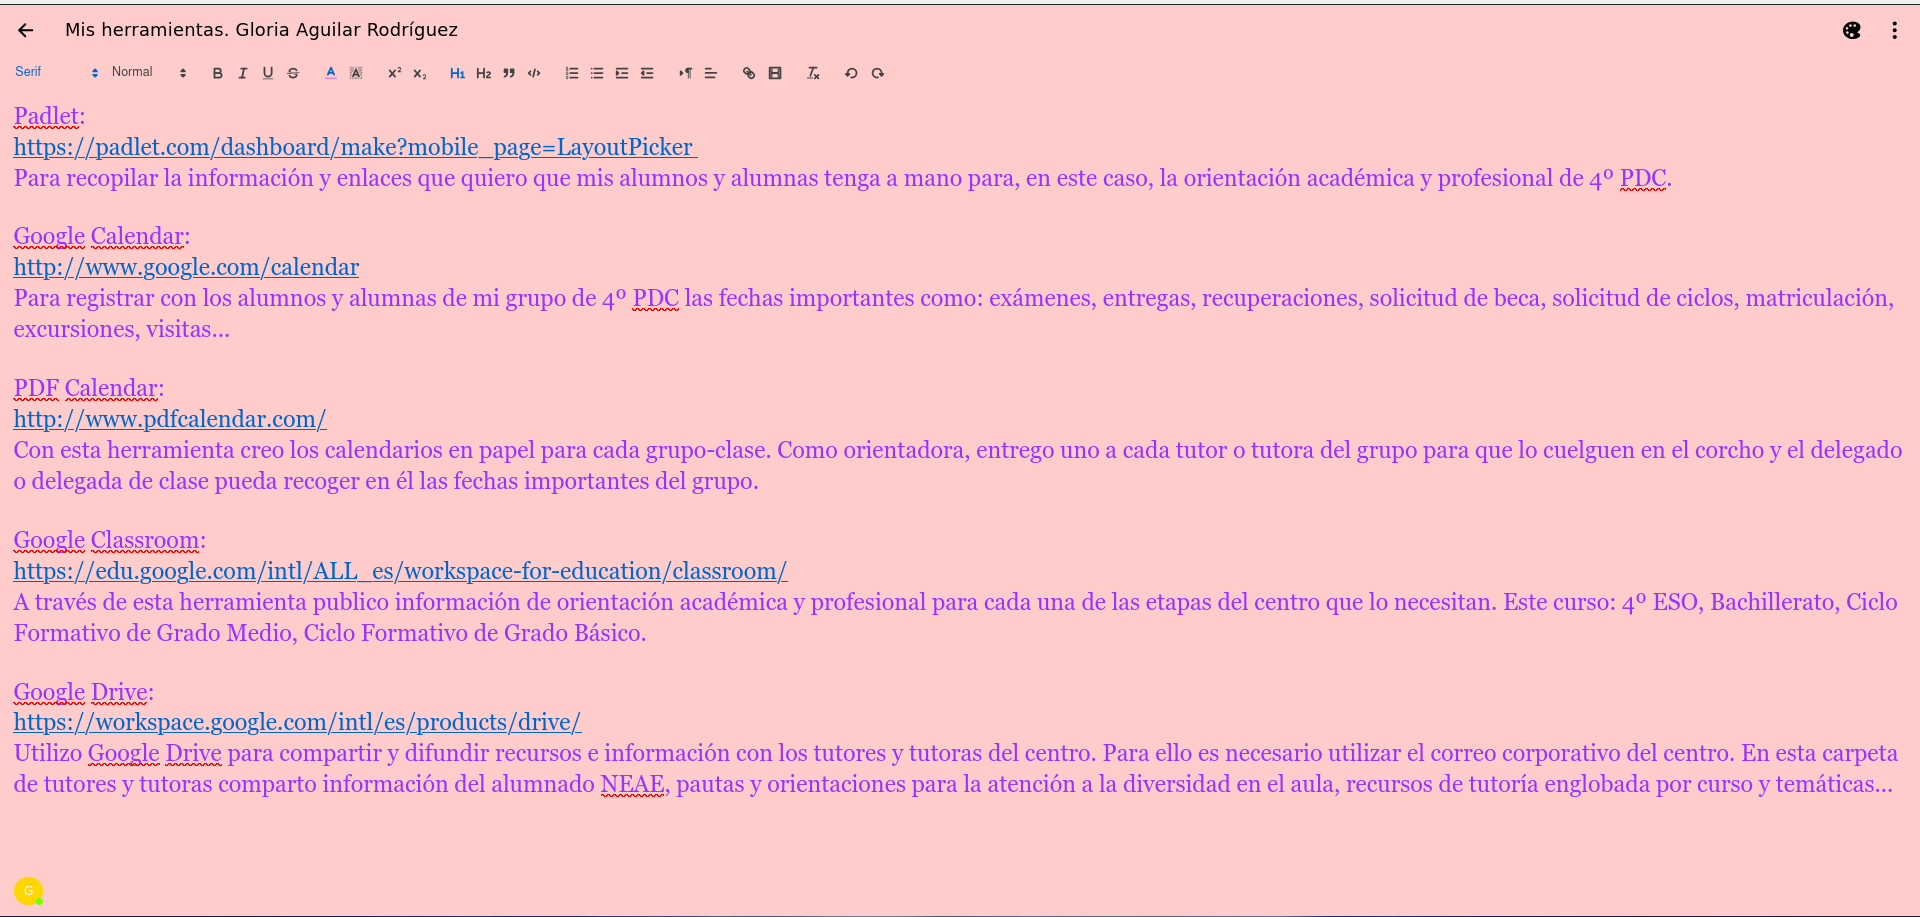 Mis herramientas. Gloria Aguilar Rodríguez
Serif Normal B I U S A A x² x₂ H₁ H₂
Padlet:
https://padlet.com/dashboard/make?mobile_page=LayoutPicker
Para recopilar la información y enlaces que quiero que mis alumnos y alumnas tenga a mano para, en este caso, la orientación académica y profesional de 4º PDC.
Google Calendar:
http://www.google.com/calendar
Para registrar con los alumnos y alumnas de mi grupo de 4º PDC las fechas importantes como: exámenes, entregas, recuperaciones, solicitud de beca, solicitud de ciclos, matriculación,
excursiones, visitas...
PDF Calendar:
http://www.pdfcalendar.com/
Con esta herramienta creo los calendarios en papel para cada grupo-clase. Como orientadora, entrego uno a cada tutor o tutora del grupo para que lo cuelguen en el corcho y el delegado
o delegada de clase pueda recoger en él las fechas importantes del grupo.
Google Classroom:
https://edu.google.com/intl/ALL_es/workspace-for-education/classroom/
A través de esta herramienta publico información de orientación académica y profesional para cada una de las etapas del centro que lo necesitan. Este curso: 4º ESO, Bachillerato, Ciclo
Formativo de Grado Medio, Ciclo Formativo de Grado Básico.
Google Drive:
https://workspace.google.com/intl/es/products/drive/
Utilizo Google Drive para compartir y difundir recursos e información con los tutores y tutoras del centro. Para ello es necesario utilizar el correo corporativo del centro. En esta carpeta
de tutores y tutoras comparto información del alumnado NEAE, pautas y orientaciones para la atención a la diversidad en el aula, recursos de tutoría englobada por curso y temáticas...
G